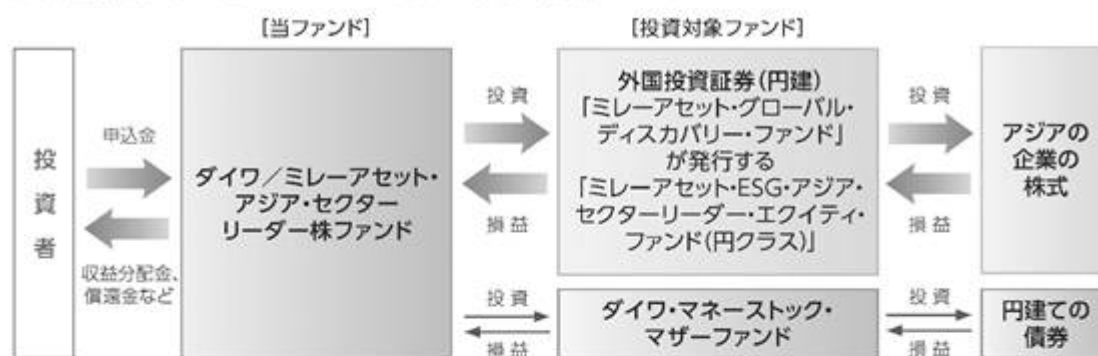 [当ファンド]
[投資対象ファンド]
投資者
申込金
収益分配金、
償還金など
ダイワ／ミレーアセット・
アジア・セクター
リーダー株ファンド
投資
損益
外国投資証券(円建)
「ミレーアセット・グローバル・
ディスカバリー・ファンド」
が発行する
「ミレーアセット・ESG・アジア・
セクターリーダー・エクイティ・
ファンド(円クラス)」
投資
損益
アジアの
企業の
株式
投資
損益
ダイワ・マネーストック・
マザーファンド
投資
損益
円建ての
債券